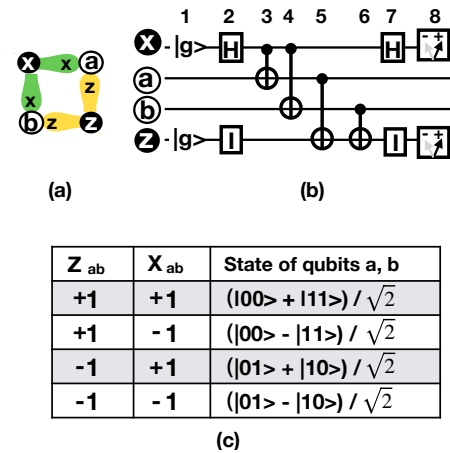 1 2 3 4 5 6 7 8
X x a
X |g> H H - +
x z
a
b z Z
b
Z |g> I I - +
(a) (b)
Z ab X ab State of qubits a, b
+1 +1 (|00> + |11>) / √2
+1 -1 (|00> - |11>) / √2
-1 +1 (|01> + |10>) / √2
-1 -1 (|01> - |10>) / √2
(c)